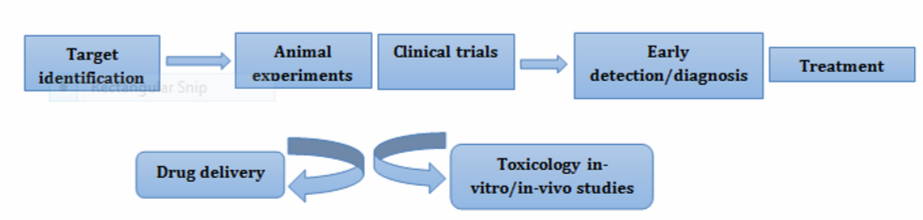 Target
identification
Animal
experiments
Clinical trials
Early
detection/diagnosis
Treatment
Rectangular Snip
Drug delivery
Toxicology in-
vitro/in-vivo studies